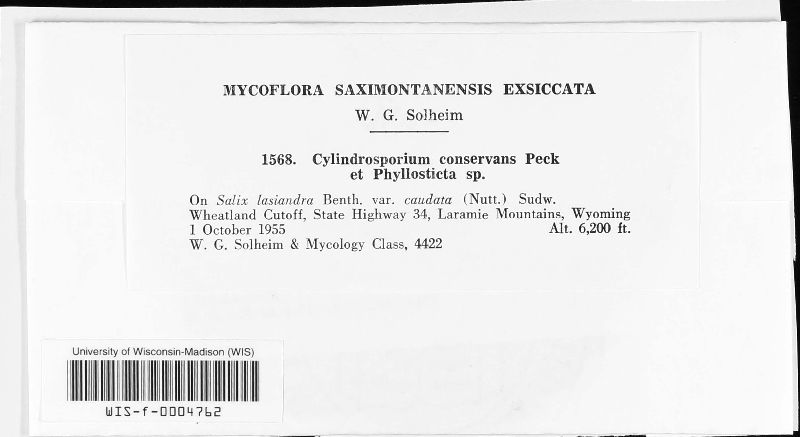 MYCOFLORA SAXIMONTANENSIS EXSICCATA
W. G. Solheim
1568. Cylindrosporium conservans Peck
et Phyllosticta sp.
On Salix lasiandra Benth. var. caudata (Nutt.) Sudw.
Wheatland Cutoff, State Highway 34, Laramie Mountains, Wyoming
1 October 1955 Alt. 6,200 ft.
W. G. Solheim & Mycology Class, 4422
University of Wisconsin-Madison (WIS)
WIS-f-0004762